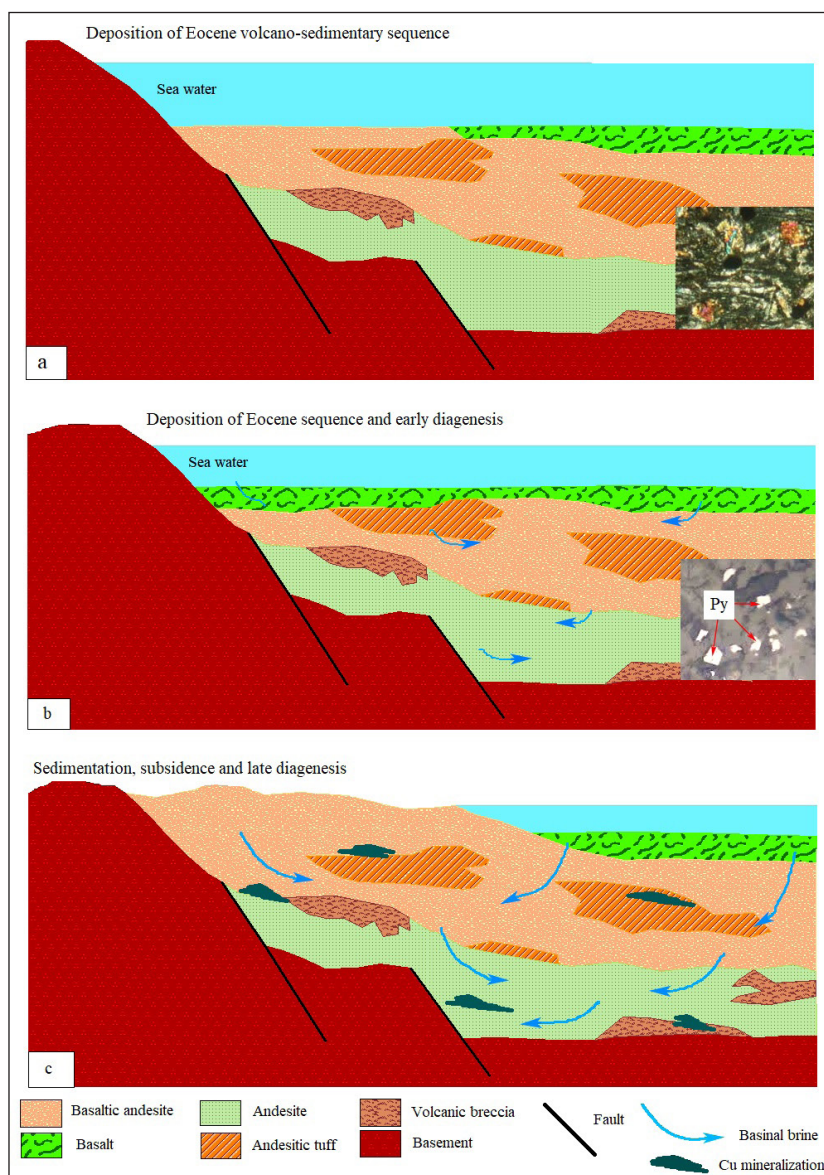 Deposition of Eocene volcano-sedimentary sequence
Sea water
a
Deposition of Eocene sequence and early diagenesis
Sea water
Py
b
Sedimentation, subsidence and late diagenesis
c
Basaltic andesite
Andesite
Volcanic breccia
Fault
Basinal brine
Basalt
Andesitic tuff
Basement
Cu mineralization